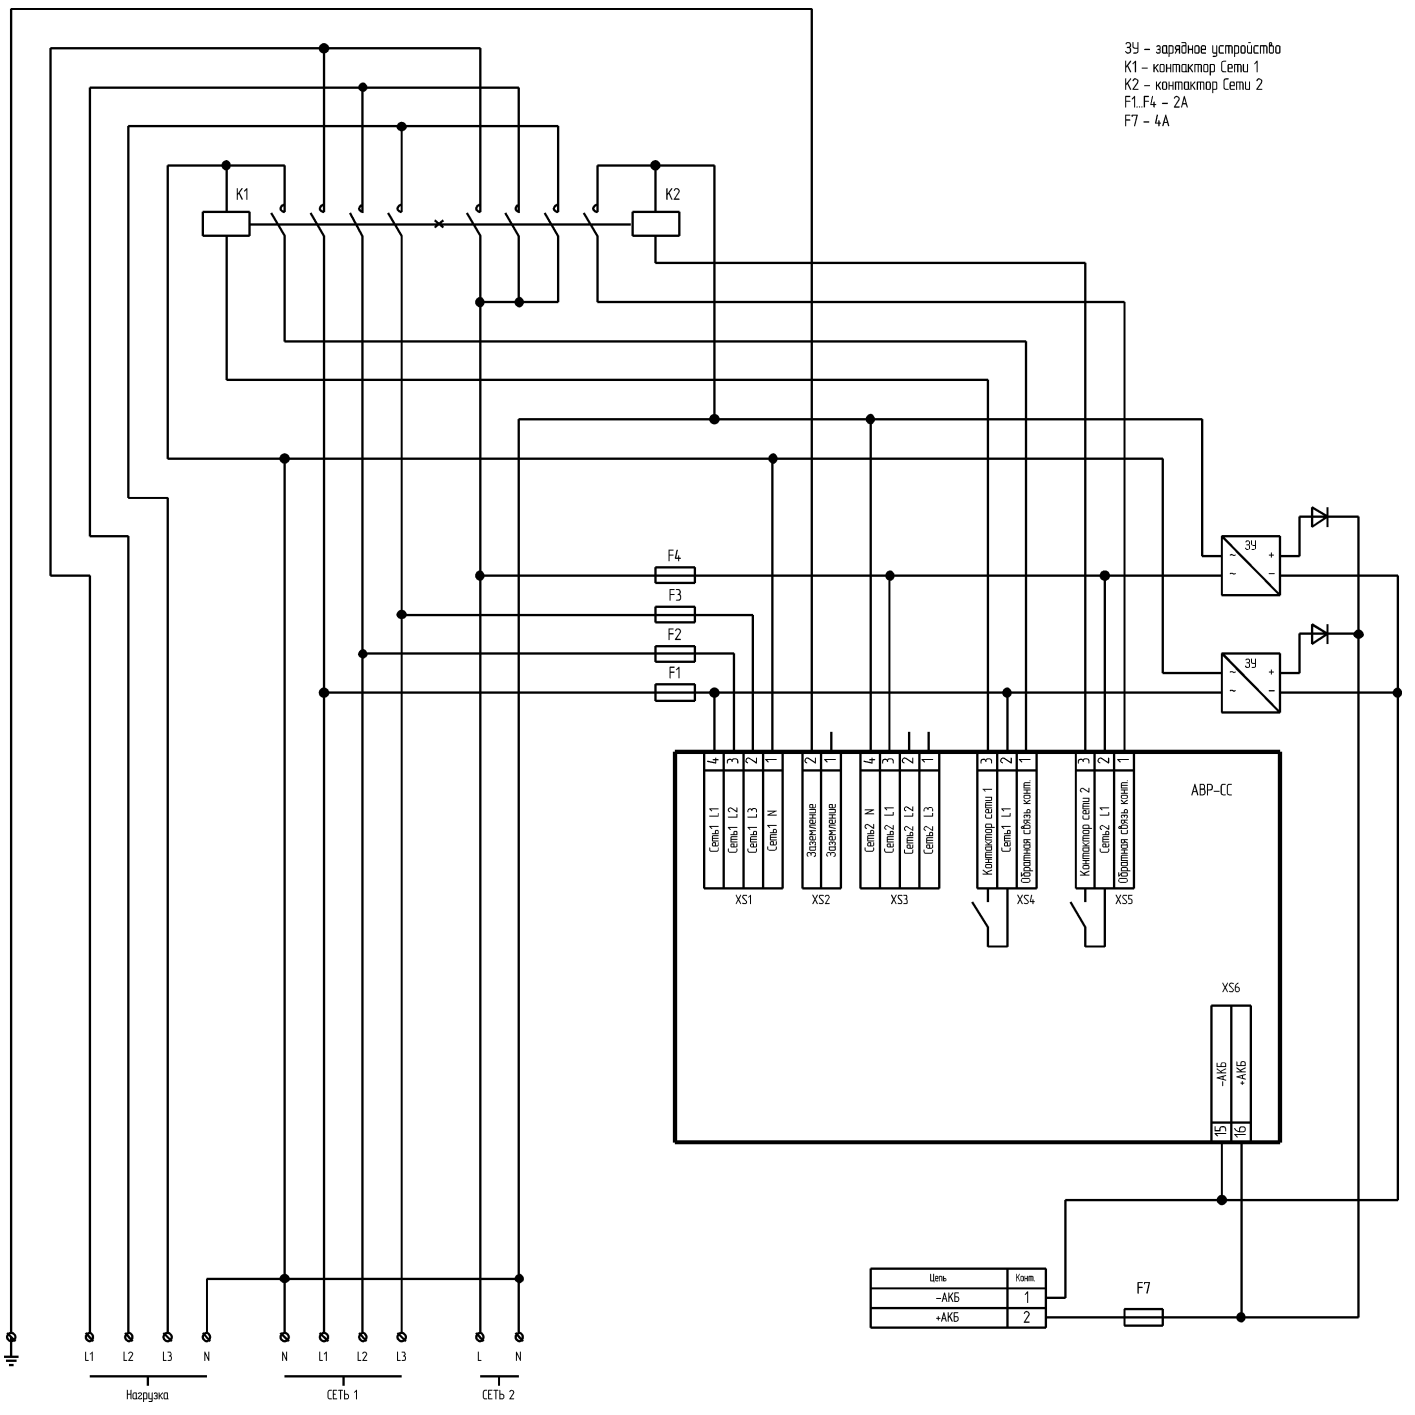 ЗУ – зарядное устройство
К1 – контактор Сети 1
К2 – контактор Сети 2
F1...F4 – 2А
F7 – 4А
К1
К2
F4
F3
F2
F1
ЗУ
~ +
~ –
ЗУ
~ +
~ –
4 3 2 1
2 1
4 3 2 1
3 2 1
3 2 1
АВР-СС
Сеть1 L1
Сеть1 L2
Сеть1 L3
Сеть1 N
Заземление
Заземление
Сеть2 N
Сеть2 L1
Сеть2 L2
Сеть2 L3
Контактор сети 1
Сеть1 L1
Обратная связь конт.
Контактор сети 2
Сеть2 L1
Обратная связь конт.
XS1 XS2 XS3 XS4 XS5
XS6
-АКБ
+АКБ
15 16
Цепь Конт.
-АКБ 1
+АКБ 2
F7
L1 L2 L3 N N L1 L2 L3 L N
Нагрузка СЕТЬ 1 СЕТЬ 2